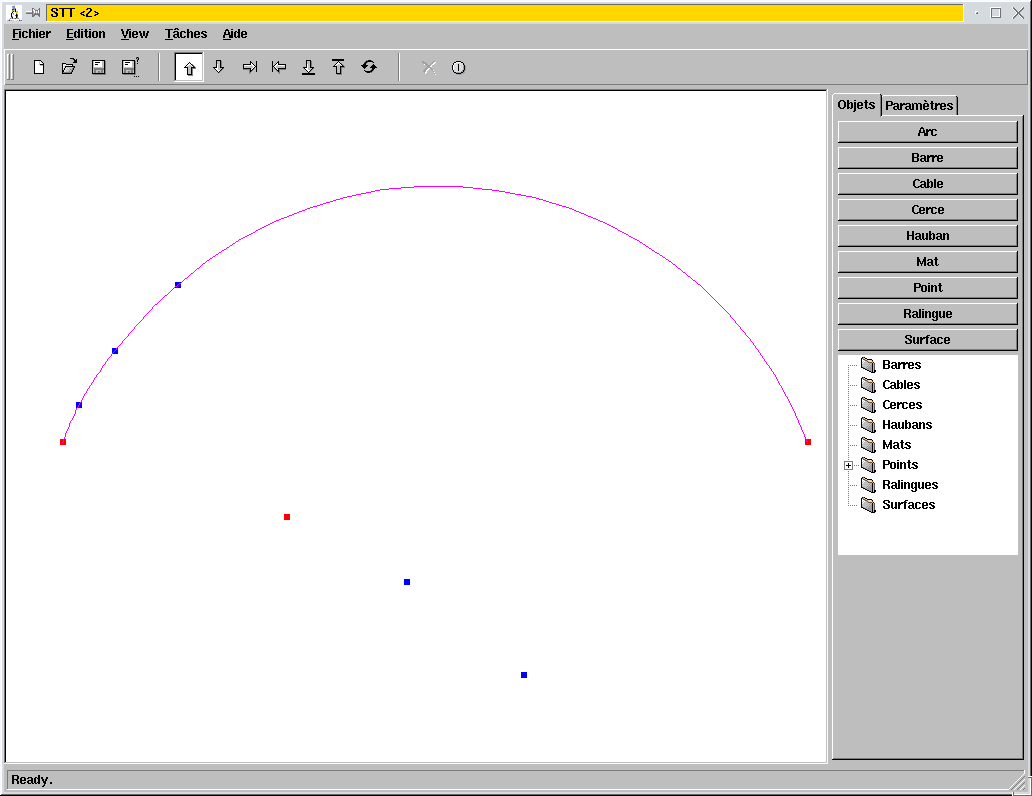 STT <2>
Fichier Edition View Tâches Aide
Objets Paramètres
Arc
Barre
Cable
Cerce
Hauban
Mat
Point
Ralingue
Surface
Barres
Cables
Cerces
Haubans
Mats
Points
Ralingues
Surfaces
Ready.